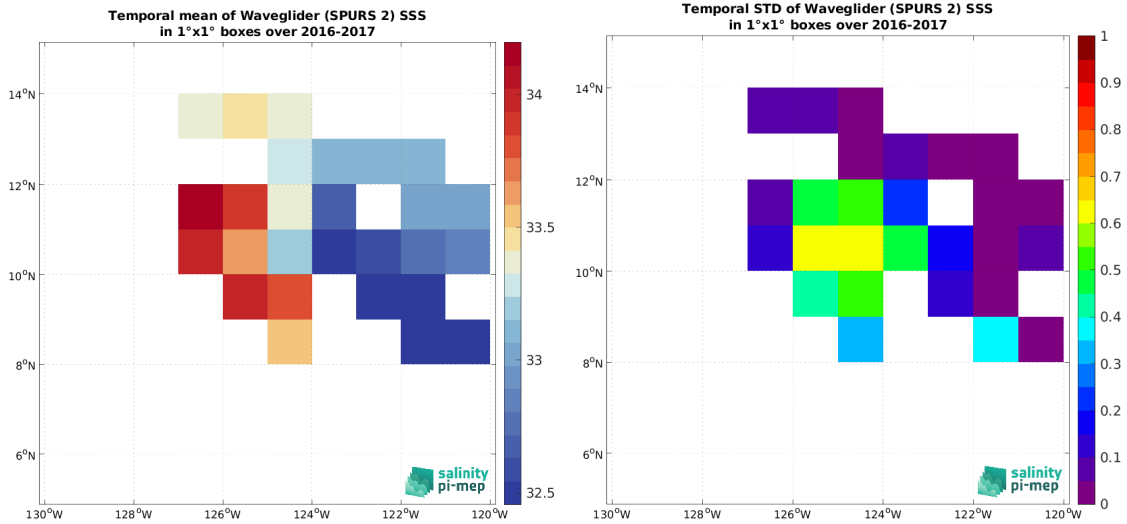 Temporal mean of Waveglider (SPURS 2) SSS
in 1°x1° boxes over 2016-2017
14°N
12°N
10°N
8°N
6°N
130°W
128°W
126°W
124°W
122°W
120°W
34
33.5
33
32.5
salinity
pi-mep
Temporal STD of Waveglider (SPURS 2) SSS
in 1°x1° boxes over 2016-2017
14°N
12°N
10°N
8°N
6°N
130°W
128°W
126°W
124°W
122°W
120°W
1
0.9
0.8
0.7
0.6
0.5
0.4
0.3
0.2
0.1
0
salinity
pi-mep